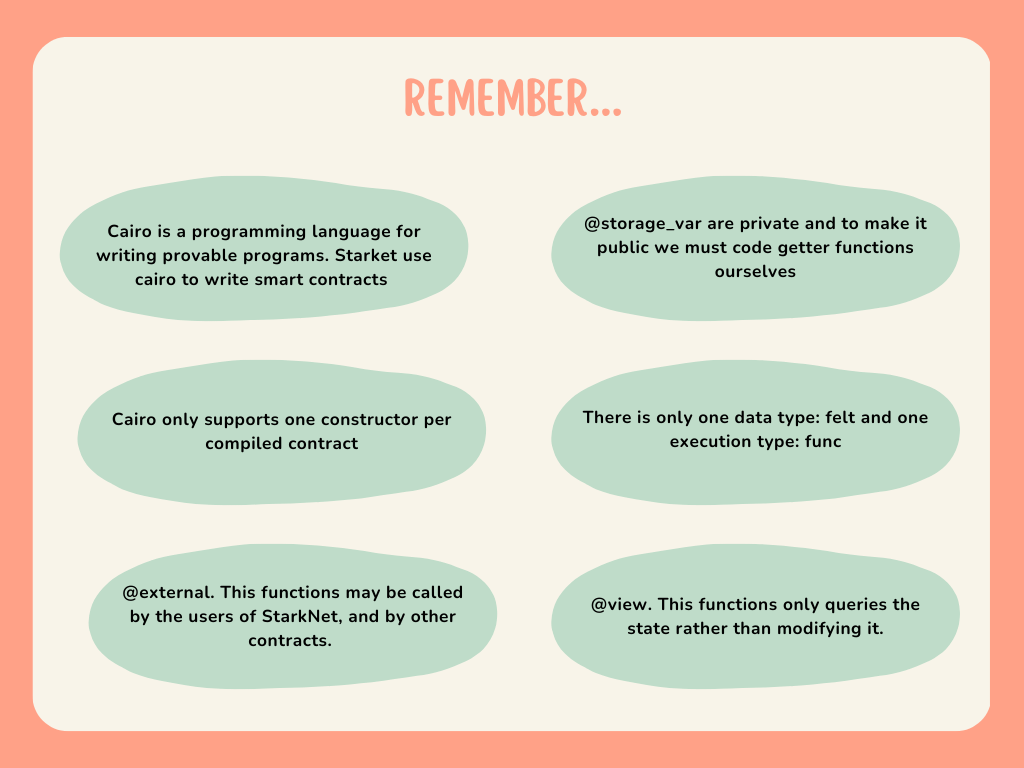 REMEMBER...
Cairo is a programming language for
writing provable programs. Starket use
cairo to write smart contracts
@storage_var are private and to make it
public we must code getter functions
ourselves
Cairo only supports one constructor per
compiled contract
There is only one data type: felt and one
execution type: func
@external. This functions may be called
by the users of StarkNet, and by other
contracts.
@view. This functions only queries the
state rather than modifying it.